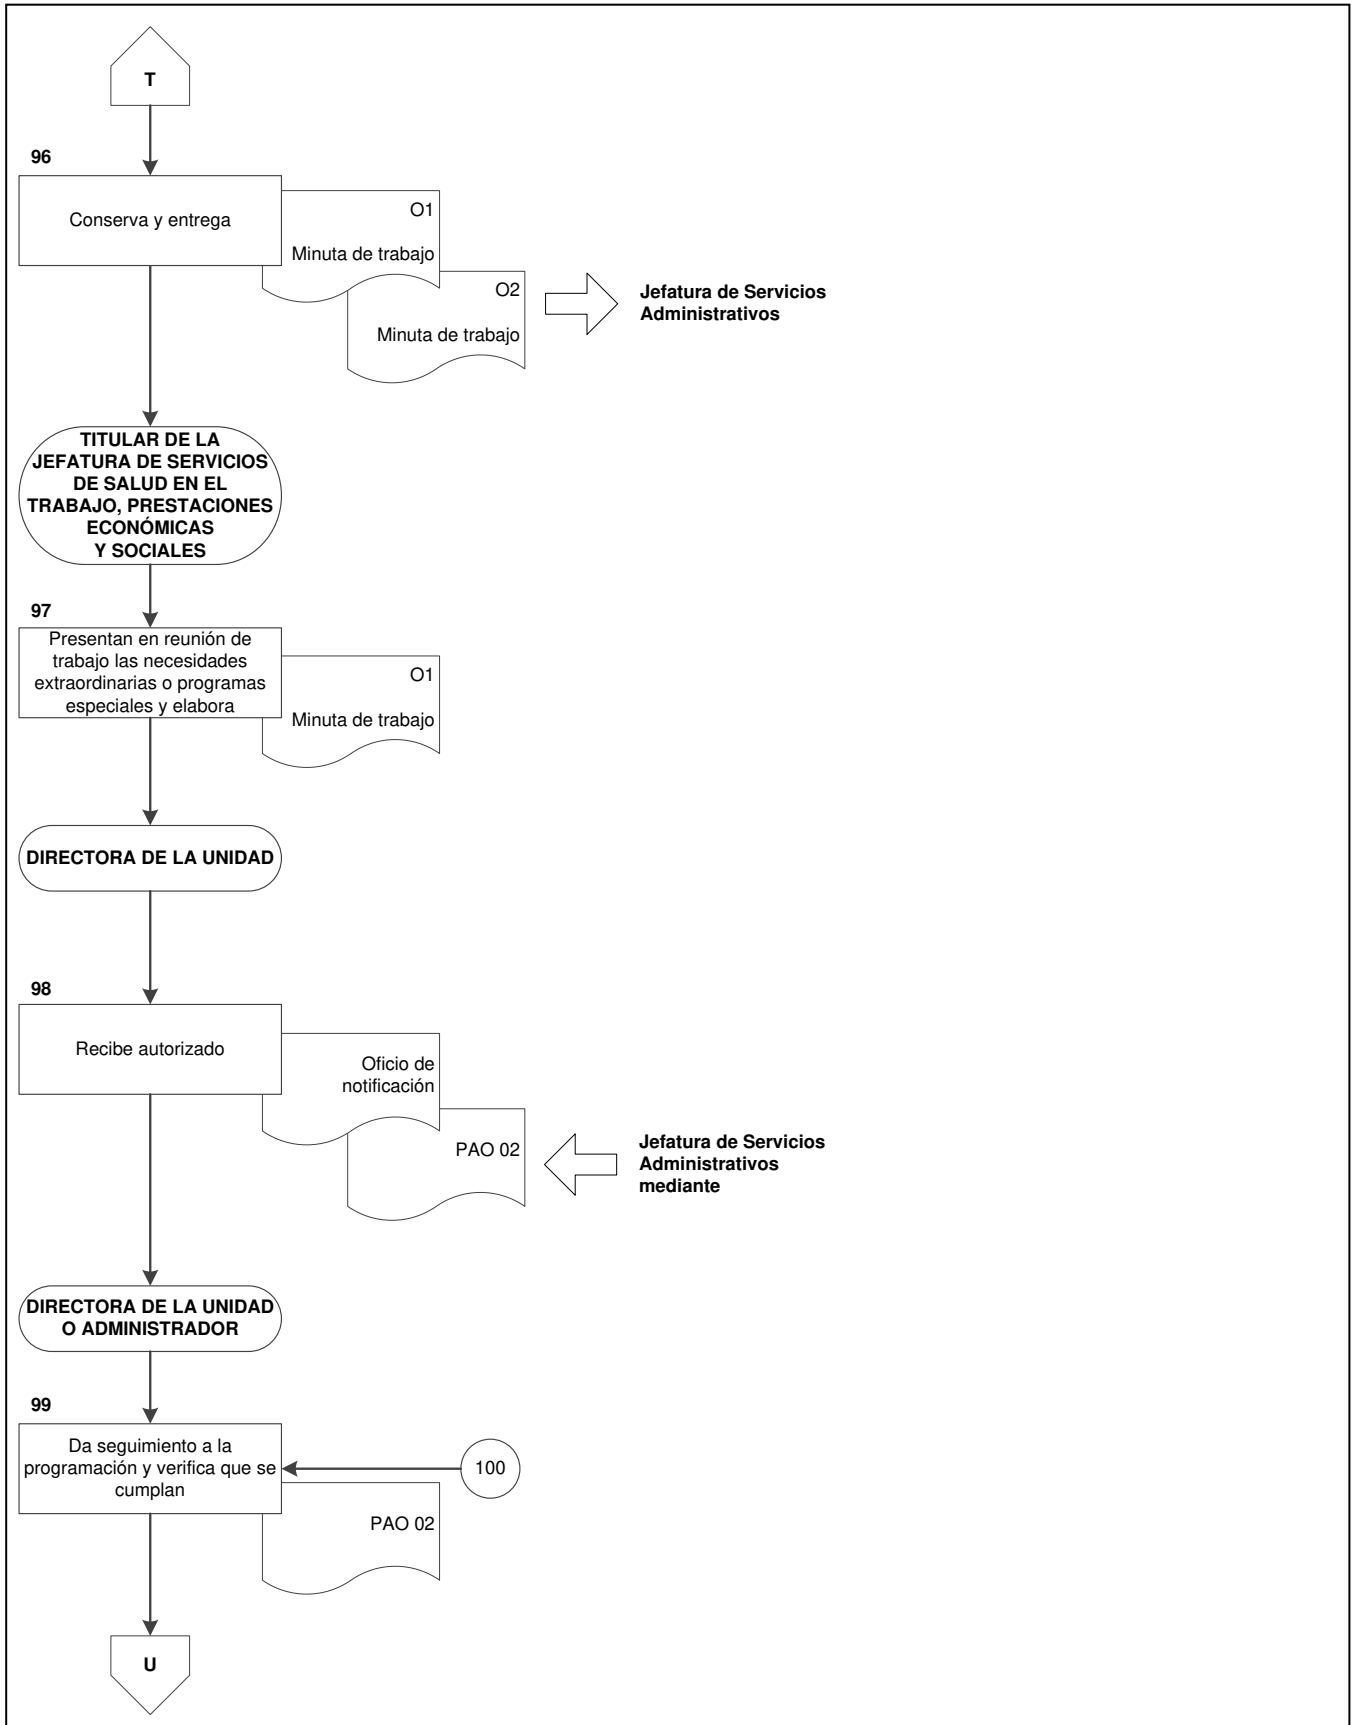 T
96
Conserva y entrega
O1
Minuta de trabajo
O2
Minuta de trabajo
Jefatura de Servicios
Administrativos
TITULAR DE LA
JEFATURA DE SERVICIOS
DE SALUD EN EL
TRABAJO, PRESTACIONES
ECONÓMICAS
Y SOCIALES
97
Presentan en reunión de
trabajo las necesidades
extraordinarias o programas
especiales y elabora
O1
Minuta de trabajo
DIRECTORA DE LA UNIDAD
98
Recibe autorizado
Oficio de
notificación
PAO 02
Jefatura de Servicios
Administrativos
mediante
DIRECTORA DE LA UNIDAD
O ADMINISTRADOR
99
Da seguimiento a la
programación y verifica que se
cumplan
100
PAO 02
U